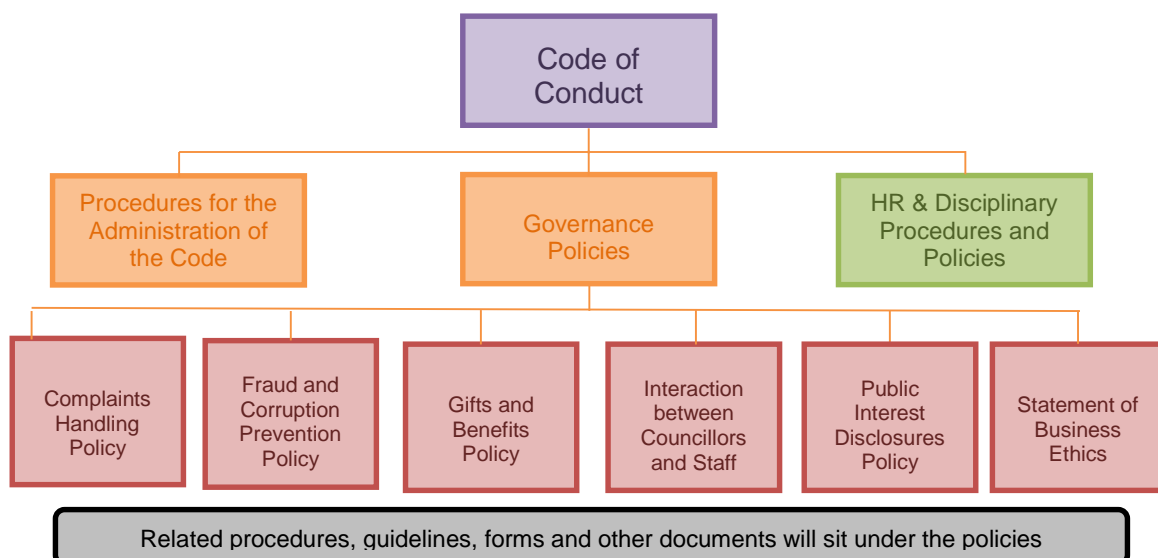 Code of
Conduct
Procedures for the
Administration of
the Code
Governance
Policies
HR & Disciplinary
Procedures and
Policies
Complaints
Handling
Policy
Fraud and
Corruption
Prevention
Policy
Gifts and
Benefits
Policy
Interaction
between
Councillors
and Staff
Public
Interest
Disclosures
Policy
Statement of
Business
Ethics
Related procedures, guidelines, forms and other documents will sit under the policies